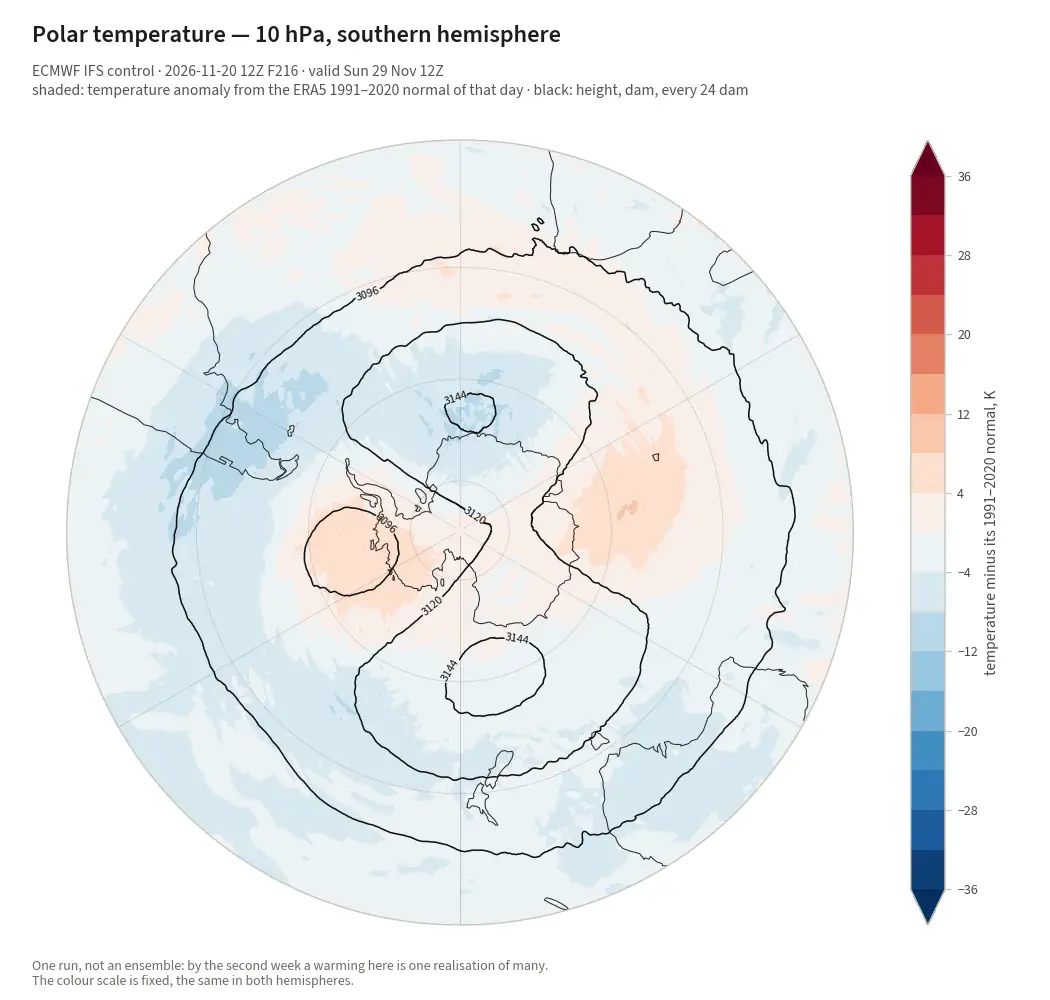 Polar temperature — 10 hPa, southern hemisphere
ECMWF IFS control · 2026-11-20 12Z F216 · valid Sun 29 Nov 12Z
shaded: temperature anomaly from the ERA5 1991–2020 normal of that day · black: height, dam, every 24 dam
3096
3144
3096
3120
3120
3144
3144
36
28
20
12
4
−4
−12
−20
−28
−36
temperature minus its 1991–2020 normal, K
One run, not an ensemble: by the second week a warming here is one realisation of many.
The colour scale is fixed, the same in both hemispheres.